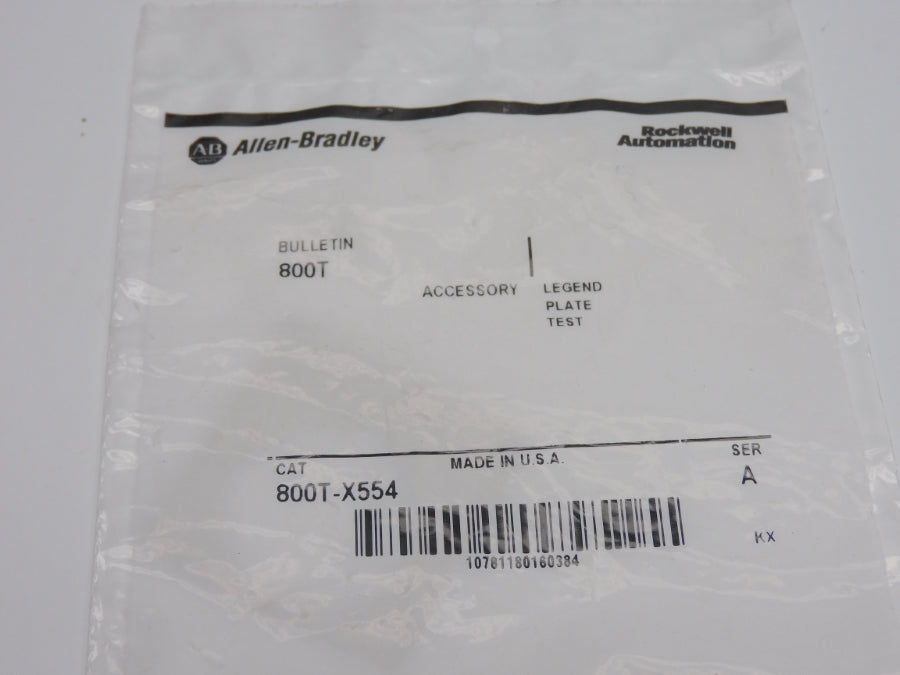 AB Allen-Bradley
Rockwell
Automation
BULLETIN
800T
ACCESSORY
LEGEND
PLATE
TEST
CAT
MADE IN U.S.A.
SER
800T-X554
A
10781180160384
KX